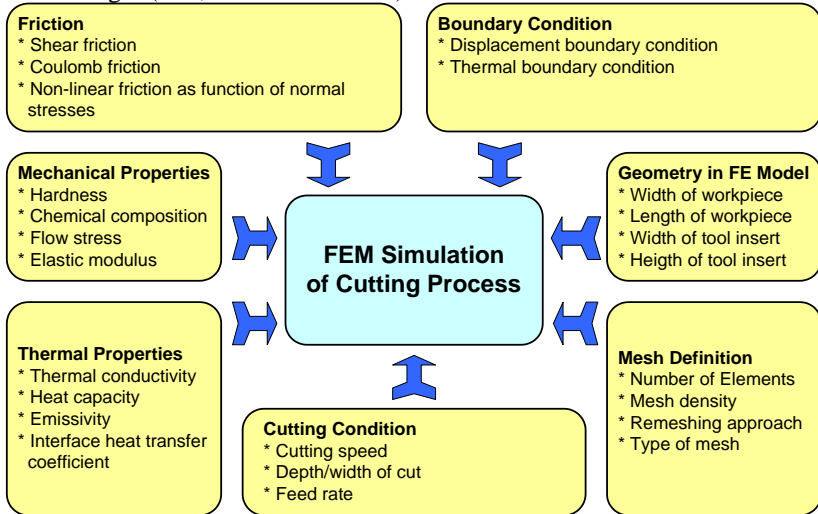 Friction
* Shear friction
* Coulomb friction
* Non-linear friction as function of normal
stresses
Boundary Condition
* Displacement boundary condition
* Thermal boundary condition
Mechanical Properties
* Hardness
* Chemical composition
* Flow stress
* Elastic modulus
FEM Simulation
of Cutting Process
Geometry in FE Model
* Width of workpiece
* Length of workpiece
* Width of tool insert
* Heigth of tool insert
Thermal Properties
* Thermal conductivity
* Heat capacity
* Emissivity
* Interface heat transfer
coefficient
Cutting Condition
* Cutting speed
* Depth/width of cut
* Feed rate
Mesh Definition
* Number of Elements
* Mesh density
* Remeshing approach
* Type of mesh